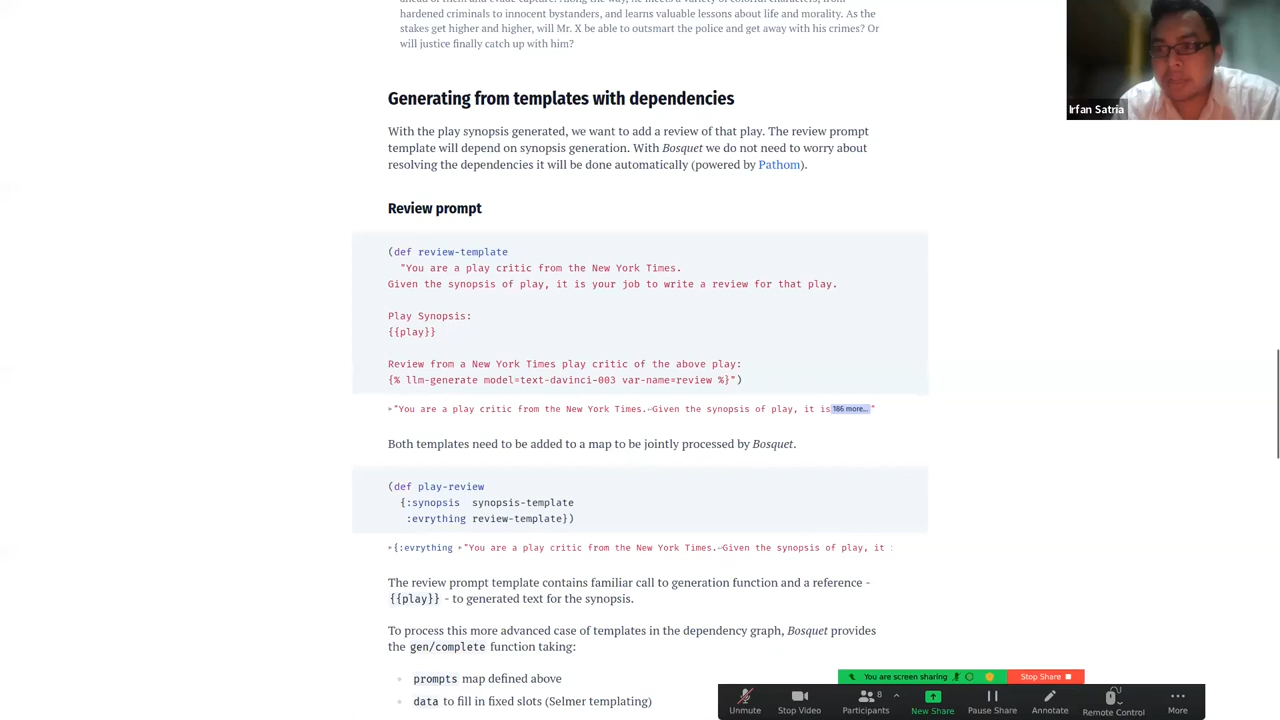 ahead of them and evade capture. Along the way, he meets a variety of colorful characters, from
hardened criminals to innocent bystanders, and learns valuable lessons about life and morality. As the
stakes get higher and higher, will Mr. X be able to outsmart the police and get away with his crimes? Or
will justice finally catch up with him?
Irfan Satria
Generating from templates with dependencies
With the play synopsis generated, we want to add a review of that play. The review prompt
template will depend on synopsis generation. With Bosquet we do not need to worry about
resolving the dependencies it will be done automatically (powered by Pathom).
Review prompt
(def review-template
"You are a play critic from the New York Times.
Given the synopsis of play, it is your job to write a review for that play.
Play Synopsis:
{{play}}
Review from a New York Times play critic of the above play:
{% llm-generate model=text-davinci-003 var-name=review %}")
"You are a play critic from the New York Times.↩Given the synopsis of play, it is186 more..."
Both templates need to be added to a map to be jointly processed by Bosquet.
(def play-review
{:synopsis synopsis-template
:evrything review-template})
{:evrything "You are a play critic from the New York Times.↩Given the synopsis of play, it
The review prompt template contains familiar call to generation function and a reference -
{{play}} - to generated text for the synopsis.
To process this more advanced case of templates in the dependency graph, Bosquet provides
the gen/complete function taking:
prompts map defined above
data to fill in fixed slots (Selmer templating)
You are screen sharing
Stop Share
8
Unmute
Stop Video
Participants
New Share
Pause Share
Annotate
Remote Control
More